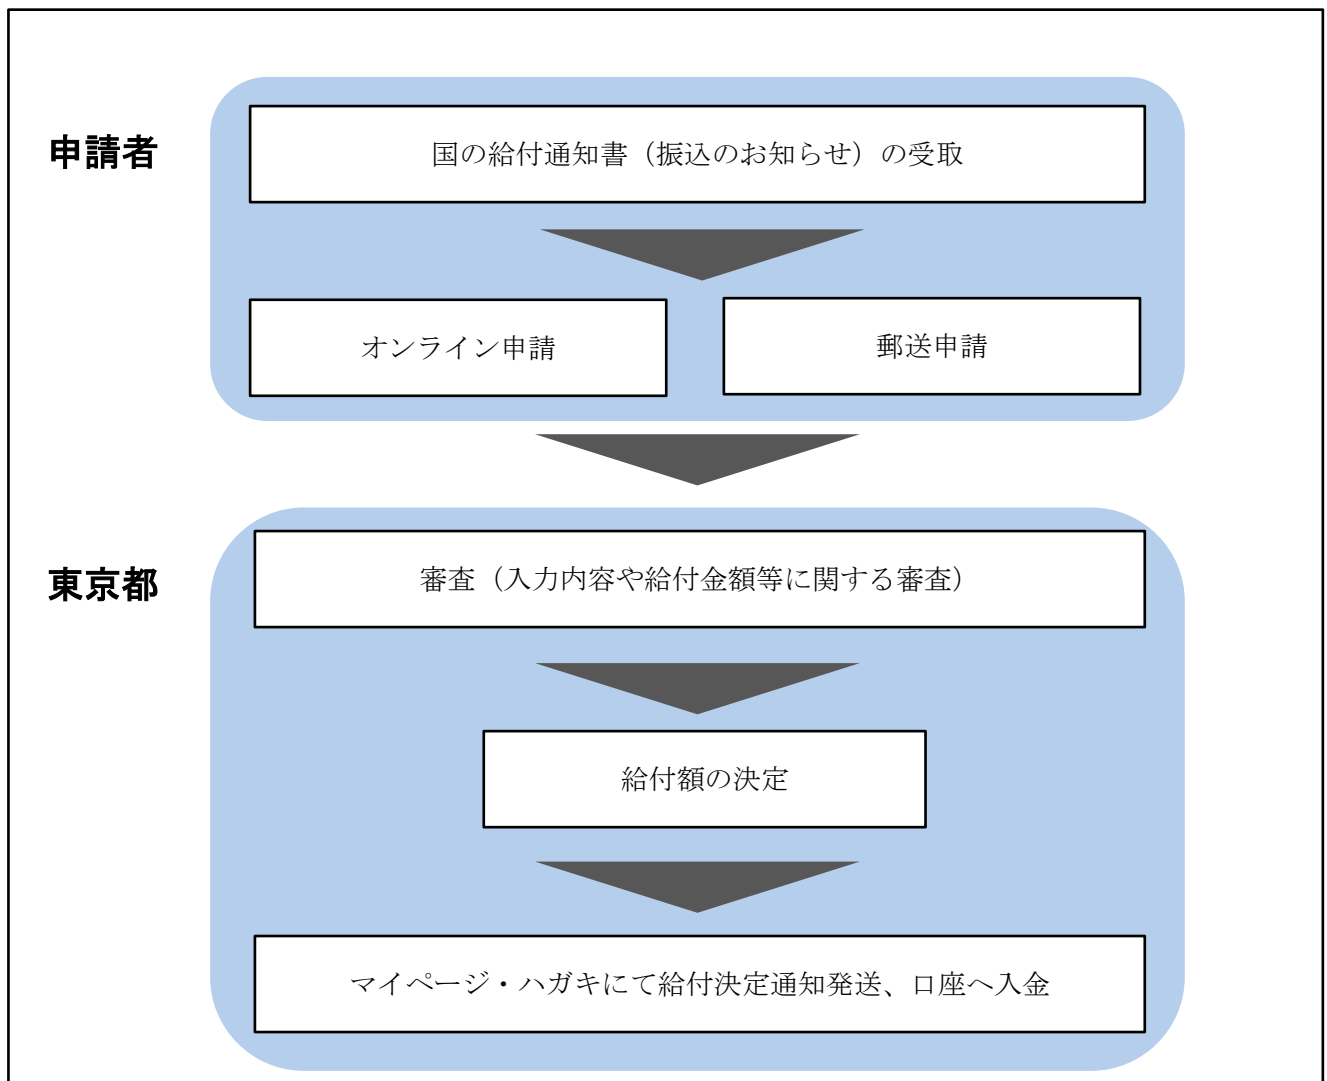 申請者
国の給付通知書（振込のお知らせ）の受取
オンライン申請
郵送申請
東京都
審査（入力内容や給付金額等に関する審査）
給付額の決定
マイページ・ハガキにて給付決定通知発送、口座へ入金